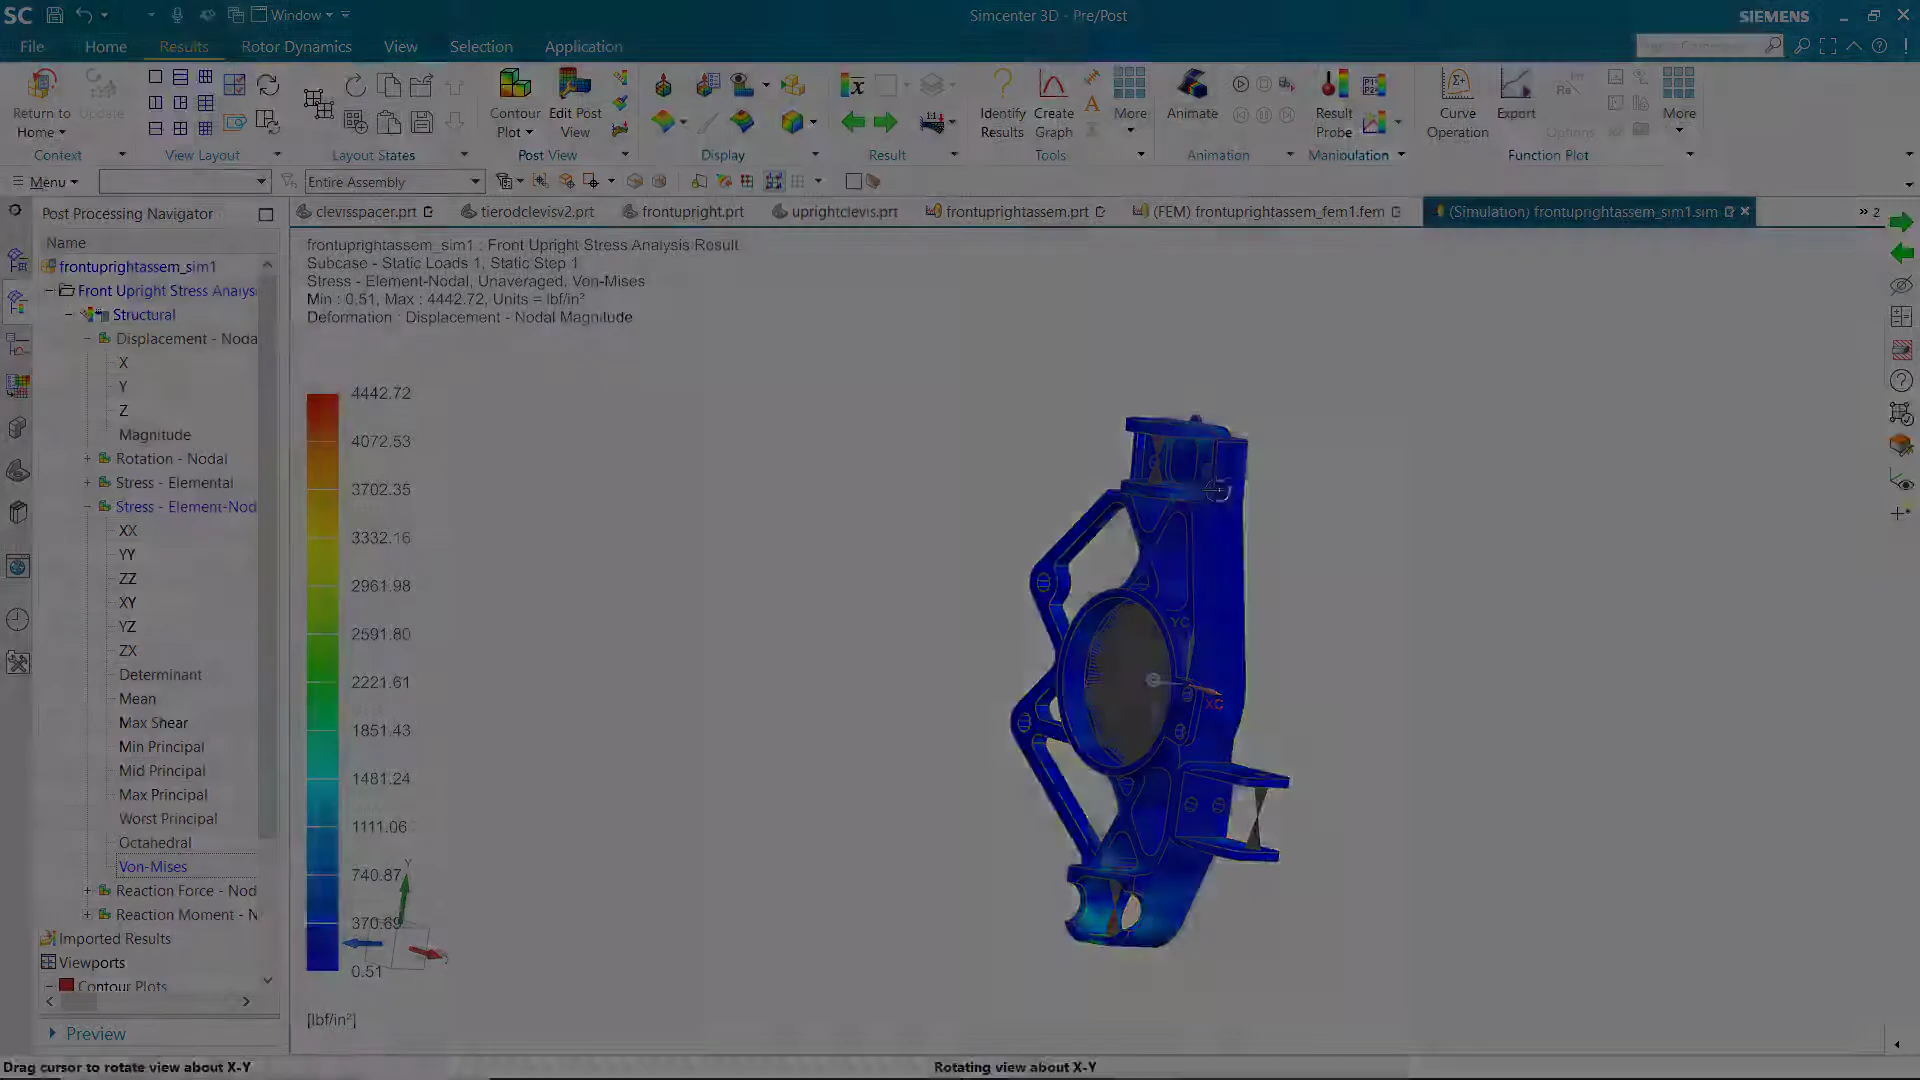 SC
Window
Simcenter 3D - Pre/Post
SIEMENS
File
Home
Results
Rotor Dynamics
View
Selection
Application
Return to
Home
Update
Context
View Layout
Layout States
Contour
Plot
Edit Post
View
Post View
Display
1:1
Result
Identify
Results
Create
Graph
A
More
Tools
Animate
Animation
Result
Probe
Manipulation
Curve
Operation
Export
Options
More
Function Plot
Menu
Entire Assembly
Post Processing Navigator
clevisspacer.prt
tierodclevisv2.prt
frontupright.prt
uprightclevis.prt
frontuprightassem.prt
(FEM) frontuprightassem_fem1.fem
(Simulation) frontuprightassem_sim1.sim
2
Name
frontuprightassem_sim1
Front Upright Stress Analys
Structural
Displacement - Noda
X
Y
Z
Magnitude
Rotation - Nodal
Stress - Elemental
Stress - Element-Nod
XX
YY
ZZ
XY
YZ
ZX
Determinant
Mean
Max Shear
Min Principal
Mid Principal
Max Principal
Worst Principal
Octahedral
Von-Mises
Reaction Force - Nod
Reaction Moment - N
Imported Results
Viewports
Contour Plots
Preview
frontuprightassem_sim1 : Front Upright Stress Analysis Result
Subcase - Static Loads 1, Static Step 1
Stress - Element-Nodal, Unaveraged, Von-Mises
Min : 0.51, Max : 4442.72, Units = lbf/in²
Deformation : Displacement - Nodal Magnitude
4442.72
4072.53
3702.35
3332.16
2961.98
2591.80
2221.61
1851.43
1481.24
1111.06
740.87
370.69
0.51
[lbf/in²]
Y
YC
XC
Drag cursor to rotate view about X-Y
Rotating view about X-Y